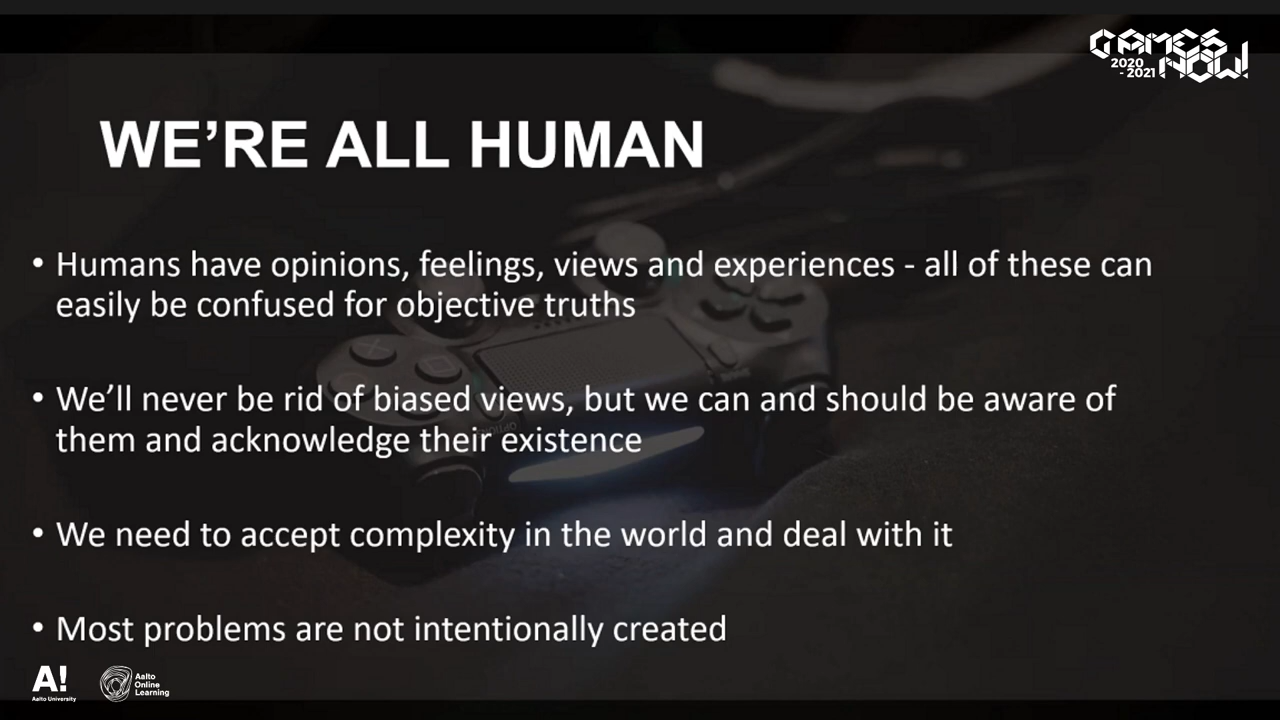 GAMES
2020
- 2021 NOW!
WE’RE ALL HUMAN
• Humans have opinions, feelings, views and experiences - all of these can
easily be confused for objective truths
• We’ll never be rid of biased views, but we can and should be aware of
them and acknowledge their existence
• We need to accept complexity in the world and deal with it
• Most problems are not intentionally created
A!
Aalto University
Aalto
Online
Learning